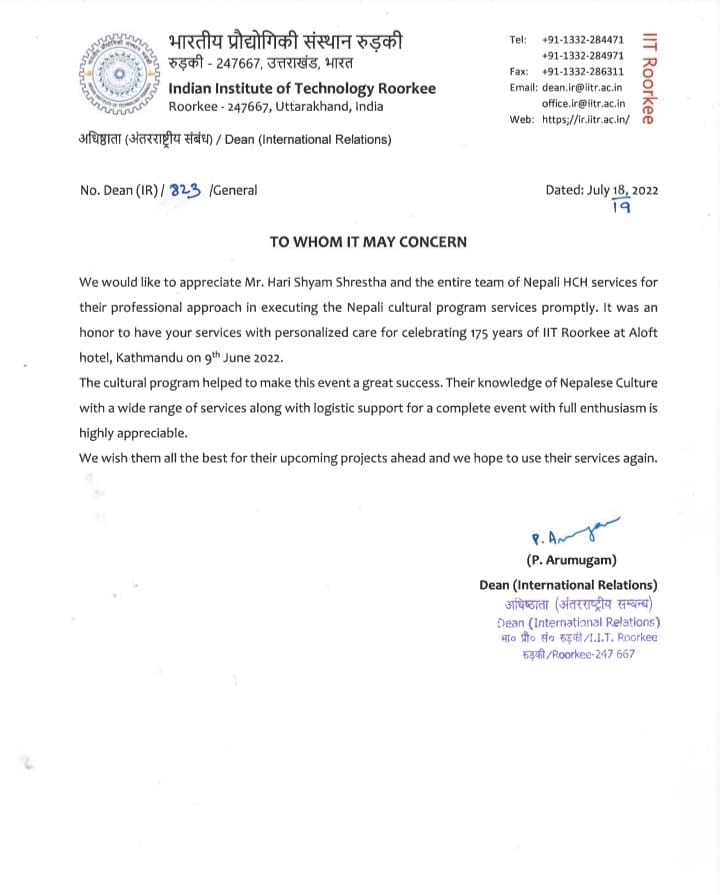 भारतीय प्रौद्योगिकी संस्थान रुड़की
रुड़की - 247667, उत्तराखंड, भारत
Indian Institute of Technology Roorkee
Roorkee - 247667, Uttarakhand, India
Tel: +91-1332-284471
+91-1332-284971
Fax: +91-1332-286311
Email: dean.ir@iitr.ac.in
office.ir@iitr.ac.in
Web: https;//ir.iitr.ac.in/
IIT Roorkee
अधिष्ठाता (अंतरराष्ट्रीय संबंध) / Dean (International Relations)
No. Dean (IR)/ 323 /General
Dated: July 18, 2022
19
TO WHOM IT MAY CONCERN
We would like to appreciate Mr. Hari Shyam Shrestha and the entire team of Nepali HCH services for
their professional approach in executing the Nepali cultural program services promptly. It was an
honor to have your services with personalized care for celebrating 175 years of IIT Roorkee at Aloft
hotel, Kathmandu on 9th June 2022.
The cultural program helped to make this event a great success. Their knowledge of Nepalese Culture
with a wide range of services along with logistic support for a complete event with full enthusiasm is
highly appreciable.
We wish them all the best for their upcoming projects ahead and we hope to use their services again.
(P. Arumugam)
Dean (International Relations)
अधिष्ठाता (अंतरराष्ट्रीय सम्बन्ध)
Dean (International Relations)
भा० प्रौ० सं० रुड़की/I.I.T. Roorkee
रुड़की/Roorkee-247 667